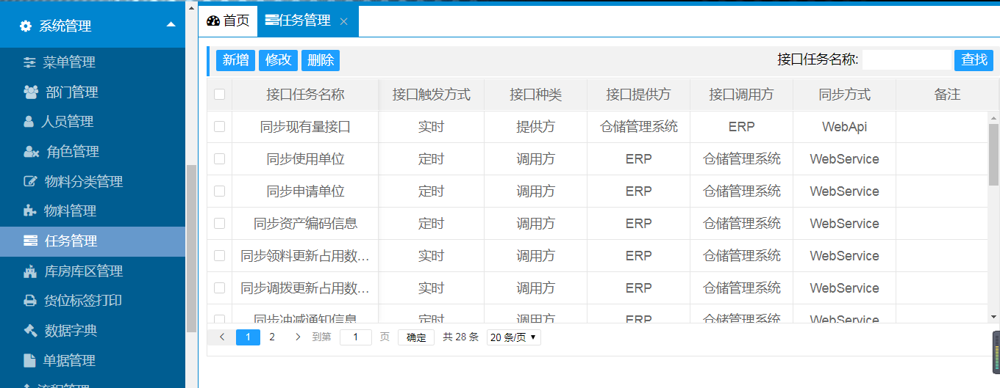 系统管理
菜单管理
部门管理
人员管理
角色管理
物料分类管理
物料管理
任务管理
库房库区管理
货位标签打印
数据字典
单据管理
流程管理
首页 任务管理 ×
新增 修改 删除 接口任务名称: 查找
接口任务名称 接口触发方式 接口种类 接口提供方 接口调用方 同步方式 备注
同步现有量接口 实时 提供方 仓储管理系统 ERP WebApi
同步使用单位 定时 调用方 ERP 仓储管理系统 WebService
同步申请单位 定时 调用方 ERP 仓储管理系统 WebService
同步资产编码信息 定时 调用方 ERP 仓储管理系统 WebService
同步领料更新占用数... 实时 调用方 ERP 仓储管理系统 WebService
同步调拨更新占用数... 实时 调用方 ERP 仓储管理系统 WebService
同步冲减通知信息 定时 调用方 ERP 仓储管理系统 WebService
1 2 到第 1 页 确定 共 28 条 20 条/页